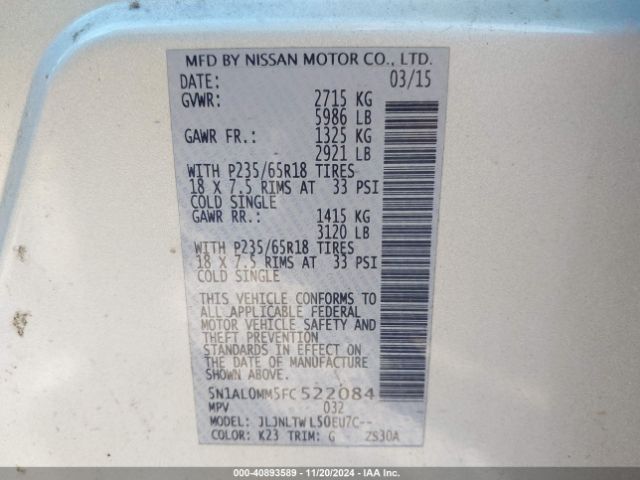 MFD BY NISSAN MOTOR CO., LTD.
DATE: 03/15
GVWR: 2715 KG
5986 LB
GAWR FR.: 1325 KG
2921 LB
WITH P235/65R18 TIRES
18 X 7.5 RIMS AT 33 PSI
COLD SINGLE
GAWR RR.: 1415 KG
3120 LB
WITH P235/65R18 TIRES
18 X 7.5 RIMS AT 33 PSI
COLD SINGLE
THIS VEHICLE CONFORMS TO
ALL APPLICABLE FEDERAL
MOTOR VEHICLE SAFETY AND
THEFT PREVENTION
STANDARDS IN EFFECT ON
THE DATE OF MANUFACTURE
5N1AL0MM5FC522084
MPV 032
MODEL: JLJNLTWL50EU7C--
COLOR: K23 TRIM: G ZS30A
000-40893589 - 11/20/2024 - IAAI.com